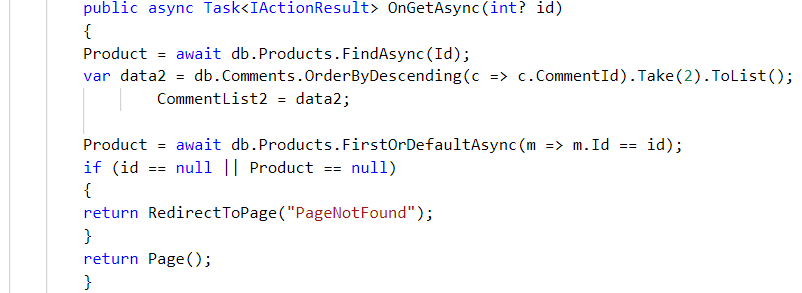 public async Task<IActionResult> OnGetAsync(int? id)
{
Product = await db.Products.FindAsync(Id);
var data2 = db.Comments.OrderByDescending(c => c.CommentId).Take(2).ToList();
CommentList2 = data2;
Product = await db.Products.FirstOrDefaultAsync(m => m.Id == id);
if (id == null || Product == null)
{
return RedirectToPage("PageNotFound");
}
return Page();
}